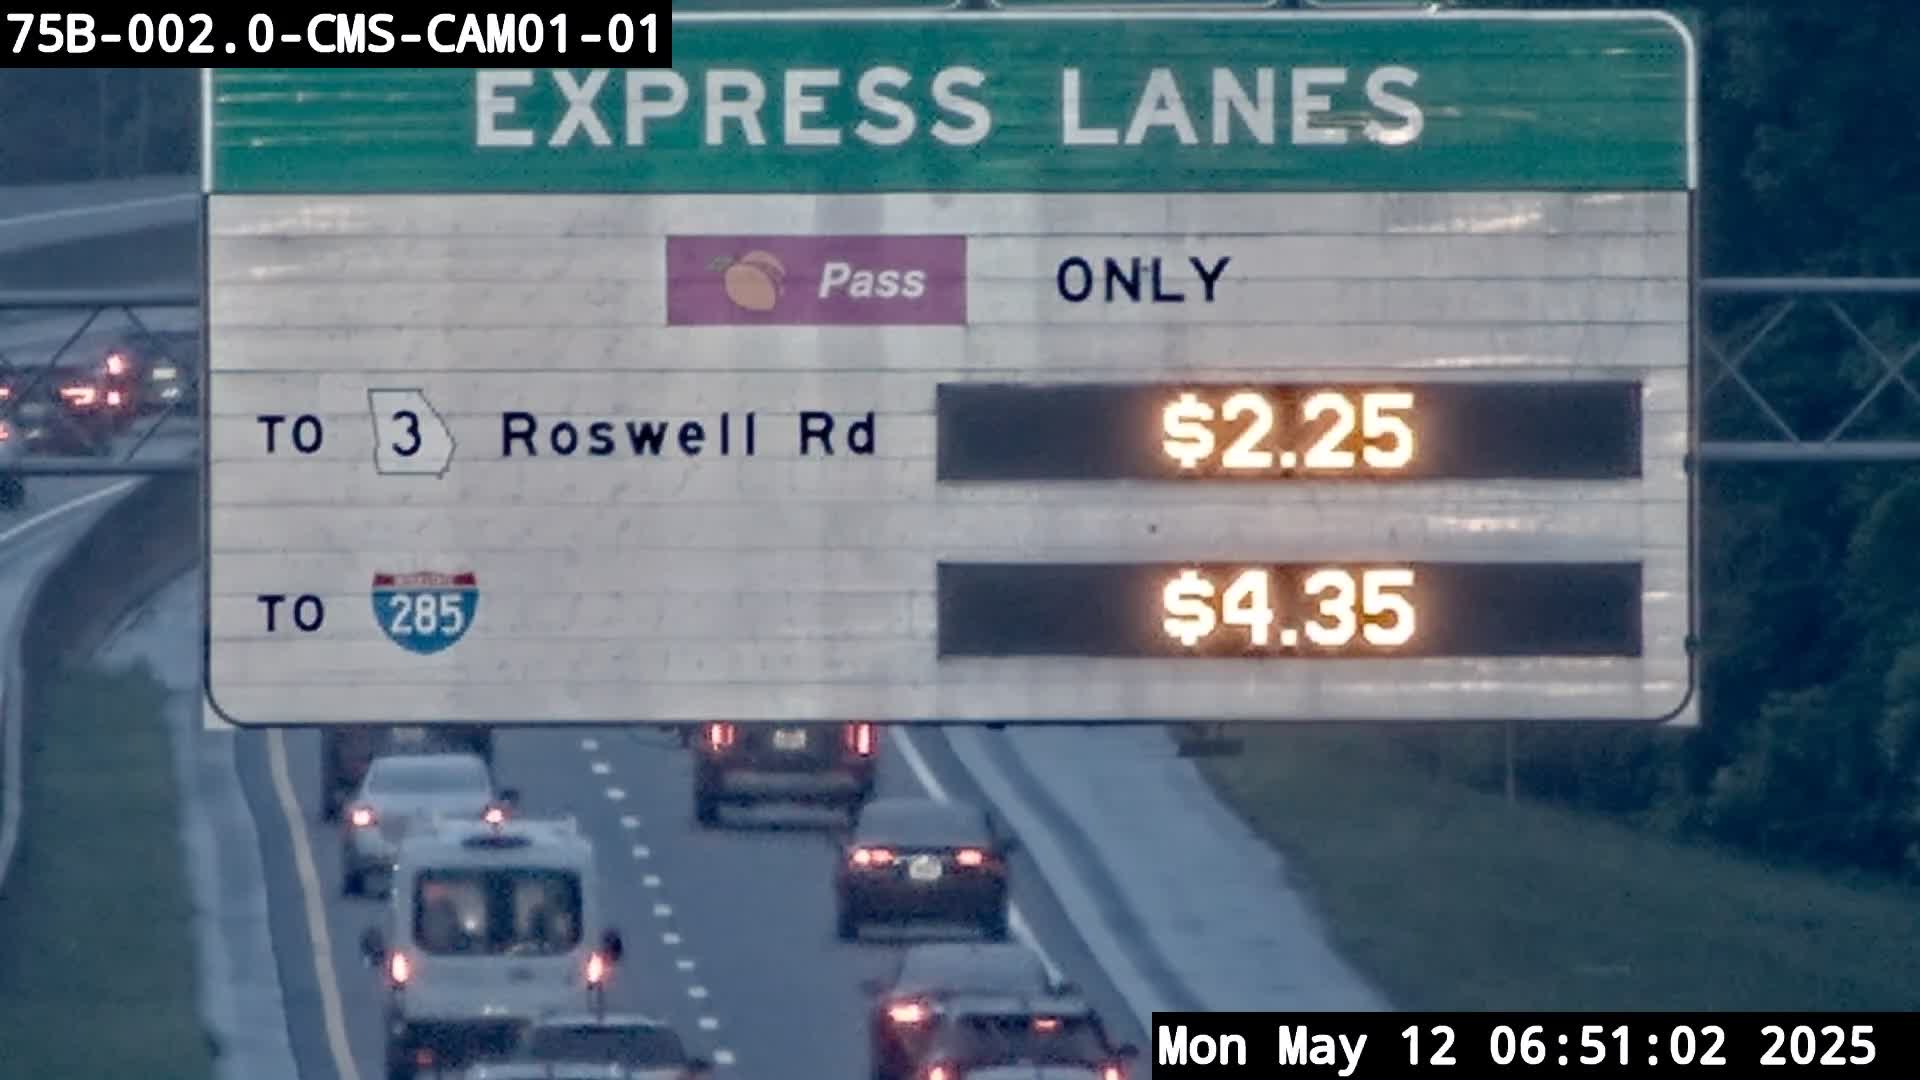 75B-002.0-CMS-CAM01-01
EXPRESS LANES
Pass ONLY
TO 3 Roswell Rd $2.25
TO 285 $4.35
Mon May 12 06:51:02 2025